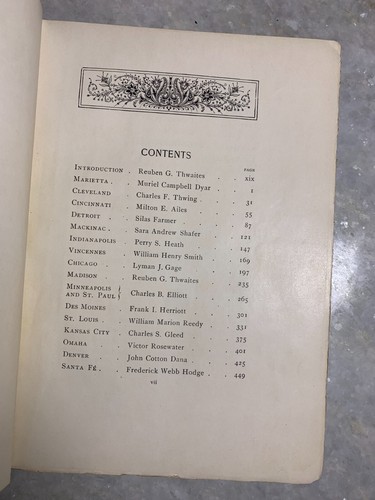 CONTENTS
PAGE
INTRODUCTION . Reuben G. Thwaites . . xix
MARIETTA . . Muriel Campbell Dyar . . 1
CLEVELAND . Charles F. Thwing . . 31
CINCINNATI . Milton E. Ailes . . . 55
DETROIT . . Silas Farmer . . . 87
MACKINAC . . Sara Andrew Shafer . . 121
INDIANAPOLIS . Perry S. Heath . . . 147
VINCENNES . William Henry Smith . . 169
CHICAGO . . Lyman J. Gage . . . 197
MADISON . . Reuben G. Thwaites . . 235
MINNEAPOLIS AND ST. PAUL } Charles B. Elliott . . 265
DES MOINES . Frank I. Herriott . . . 301
ST. LOUIS . . William Marion Reedy . . 331
KANSAS CITY . Charles S. Gleed . . . 375
OMAHA . . Victor Rosewater . . . 401
DENVER . . John Cotton Dana . . . 425
SANTA FÉ . . Frederick Webb Hodge . . 449
vii